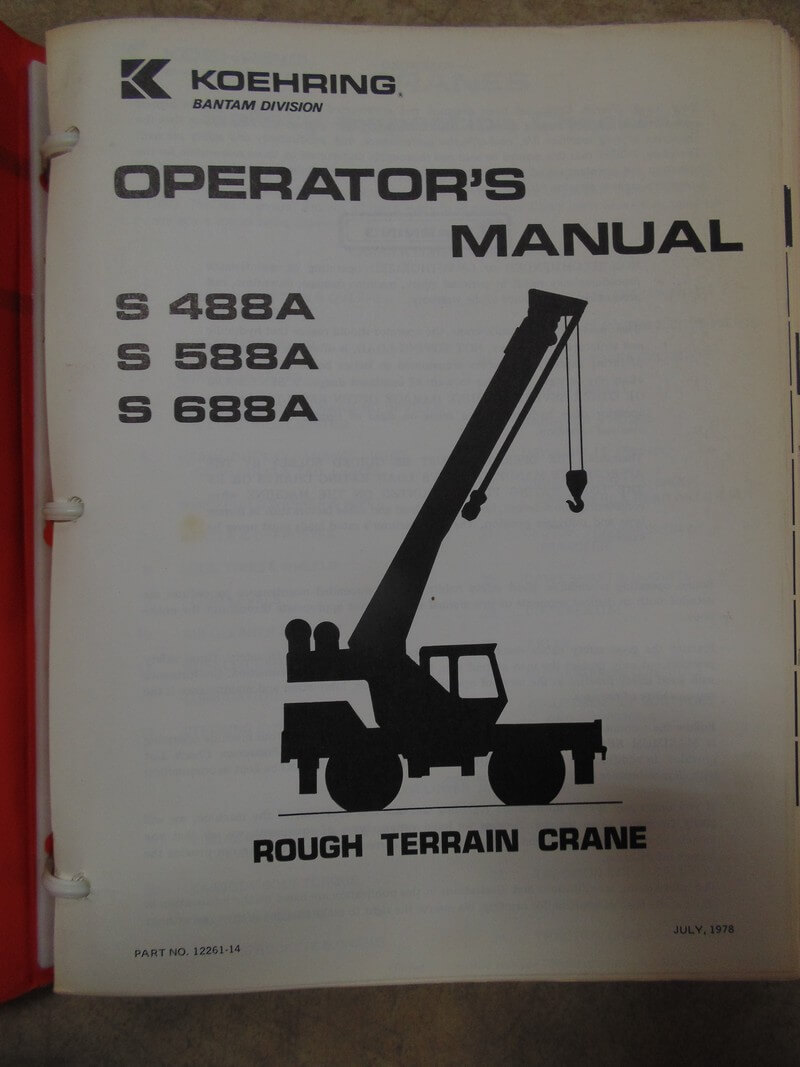 KOEHRING
BANTAM DIVISION
OPERATOR'S
MANUAL
S 488A
S 588A
S 688A
ROUGH TERRAIN CRANE
JULY, 1978
PART NO. 12261-14